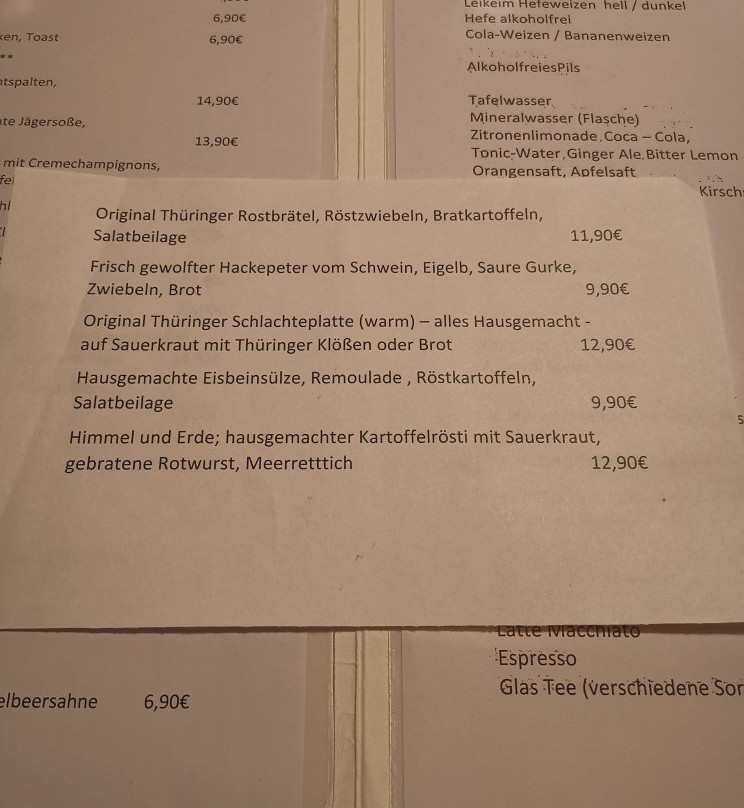 6,90€
Toast 6,90€
**
14,90€
Jägersoße,
13,90€
mit Cremechampignons,
Leikeim Hefeweizen hell / dunkel
Hefe alkoholfrei
Cola-Weizen / Bananenweizen
AlkoholfreiesPils
Tafelwasser
Mineralwasser (Flasche)
Zitronenlimonade,Coca – Cola,
Tonic-Water,Ginger Ale,Bitter Lemon
Orangensaft, Apfelsaft
Original Thüringer Rostbrätel, Röstzwiebeln, Bratkartoffeln,
Salatbeilage 11,90€
Frisch gewolfter Hackepeter vom Schwein, Eigelb, Saure Gurke,
Zwiebeln, Brot 9,90€
Original Thüringer Schlachteplatte (warm) – alles Hausgemacht -
auf Sauerkraut mit Thüringer Klößen oder Brot 12,90€
Hausgemachte Eisbeinsülze, Remoulade , Röstkartoffeln,
Salatbeilage 9,90€
Himmel und Erde; hausgemachter Kartoffelrösti mit Sauerkraut,
gebratene Rotwurst, Meerretttich 12,90€
6,90€
Latte Macchiato
Espresso
Glas Tee (verschiedene